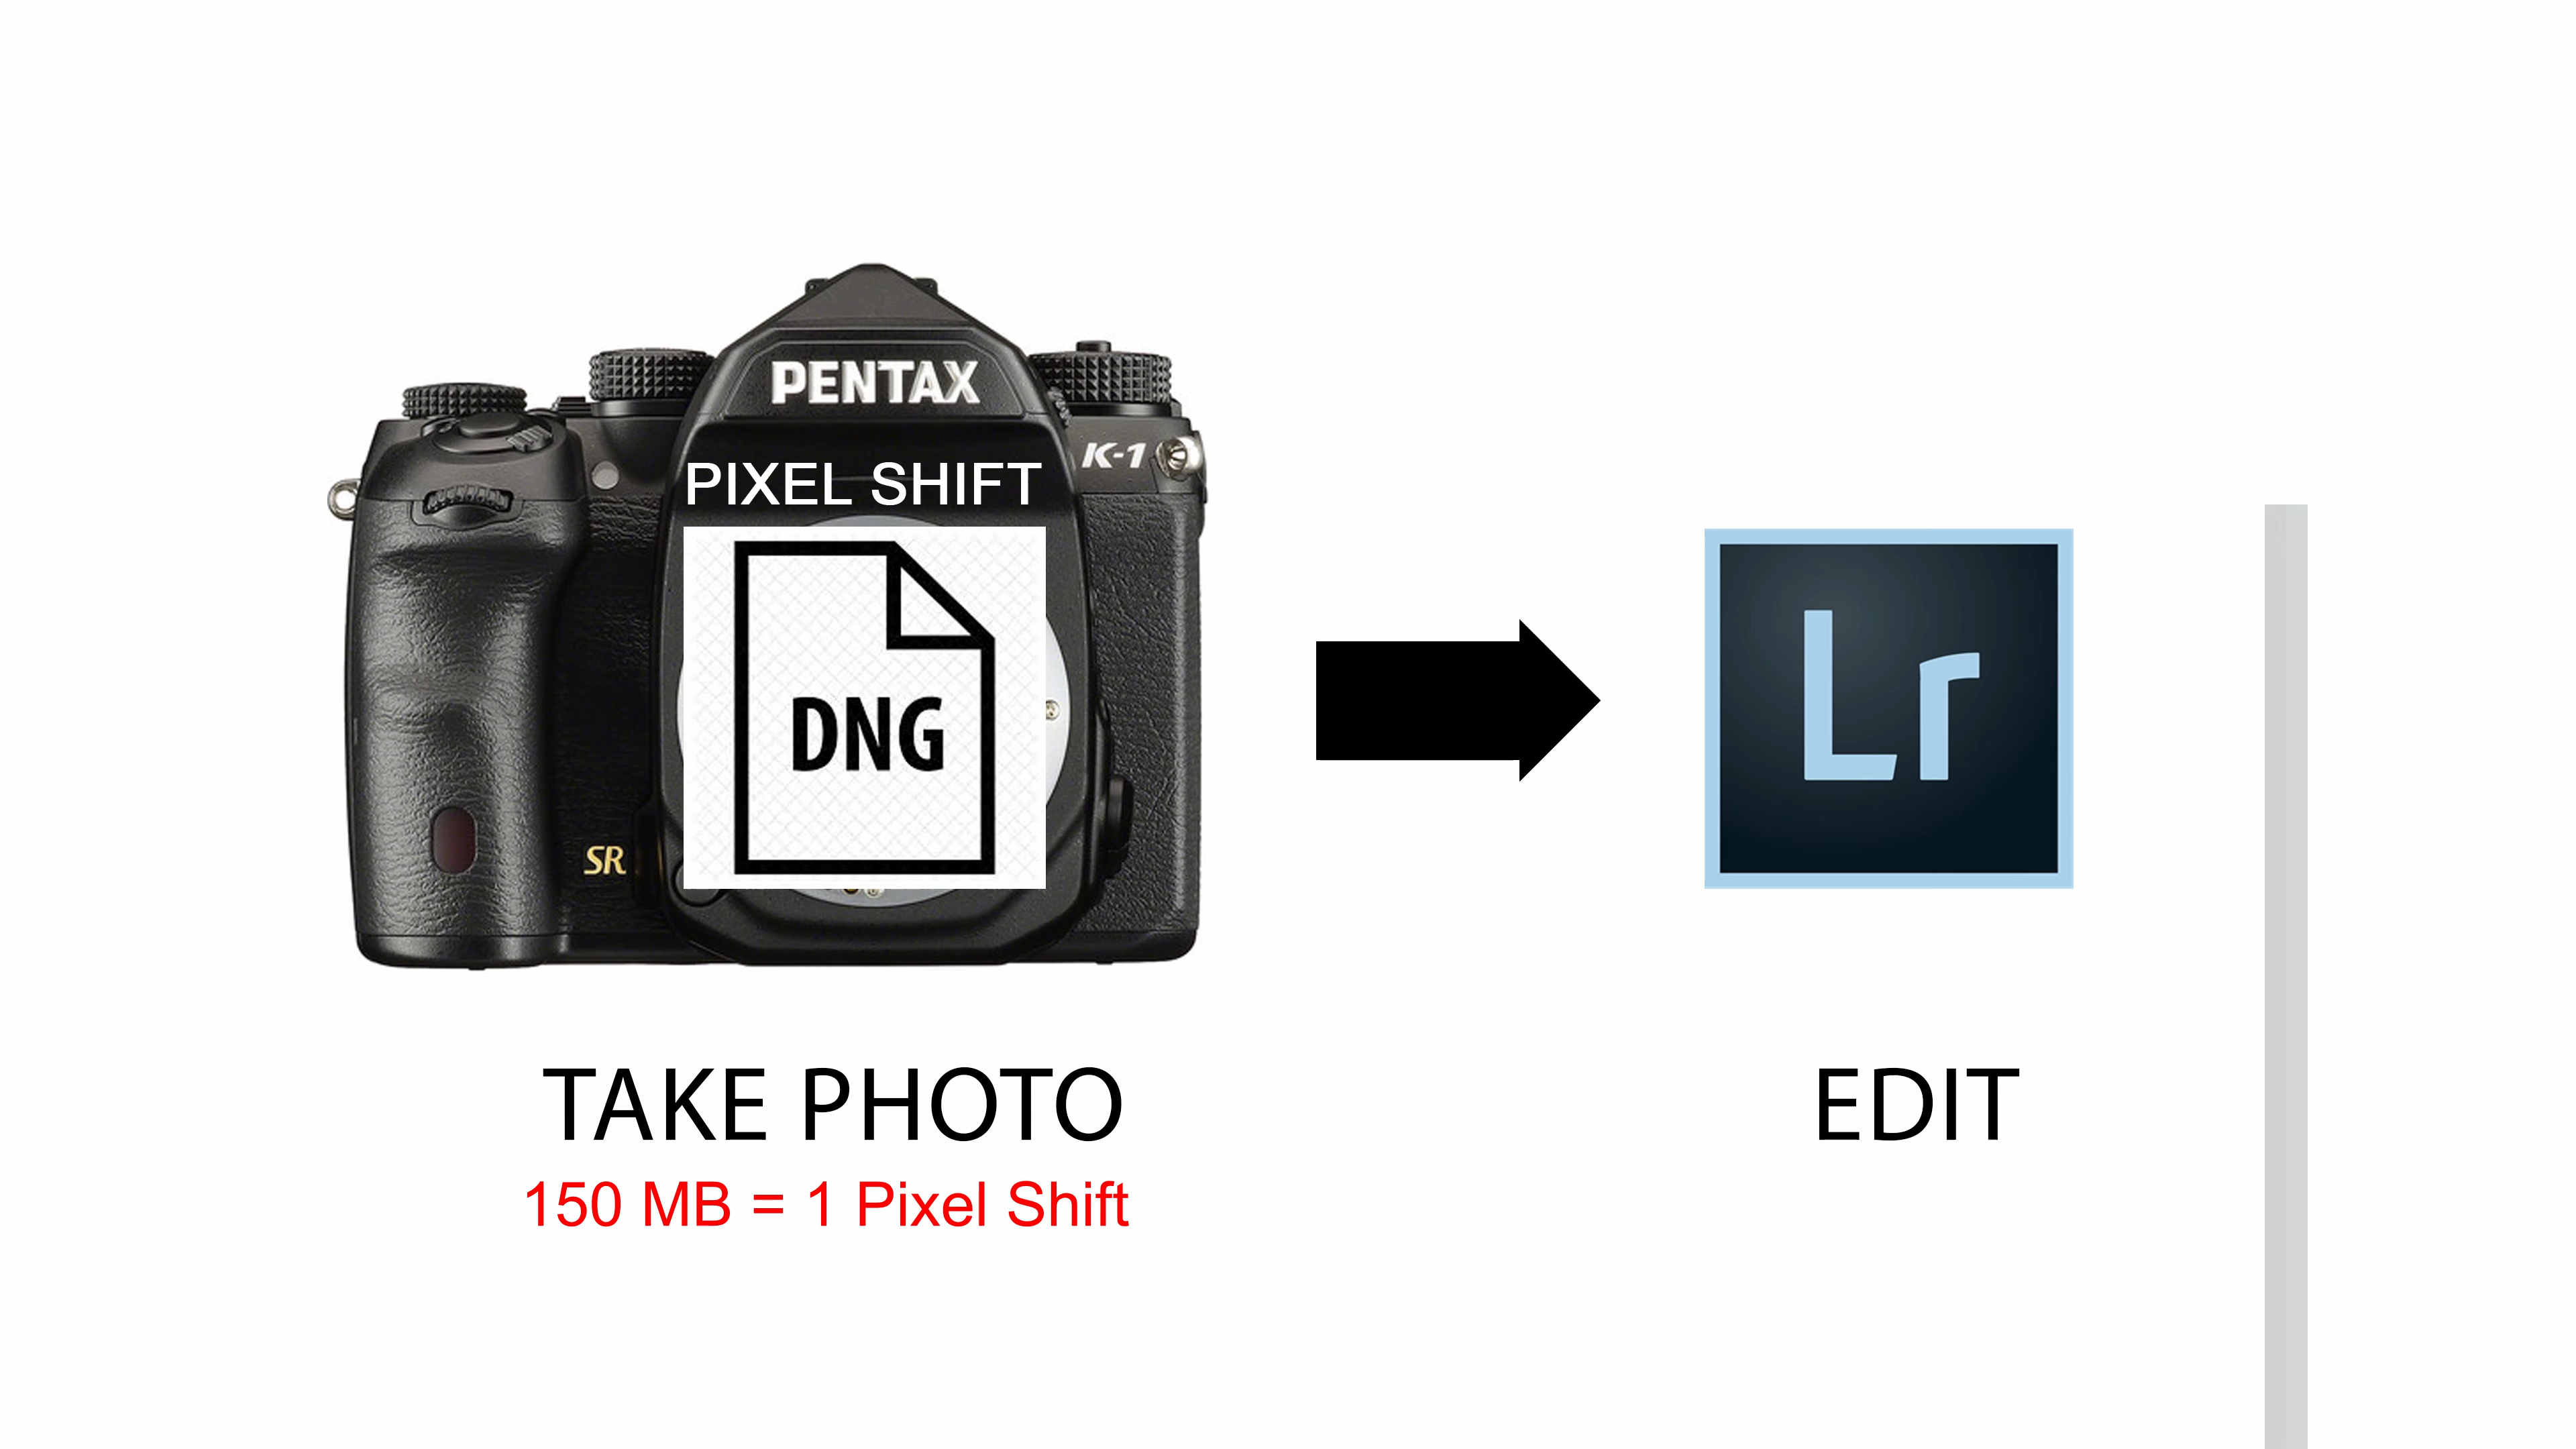 PENTAX
K-1
PIXEL SHIFT
DNG
SR
Lr
TAKE PHOTO
EDIT
150 MB = 1 Pixel Shift